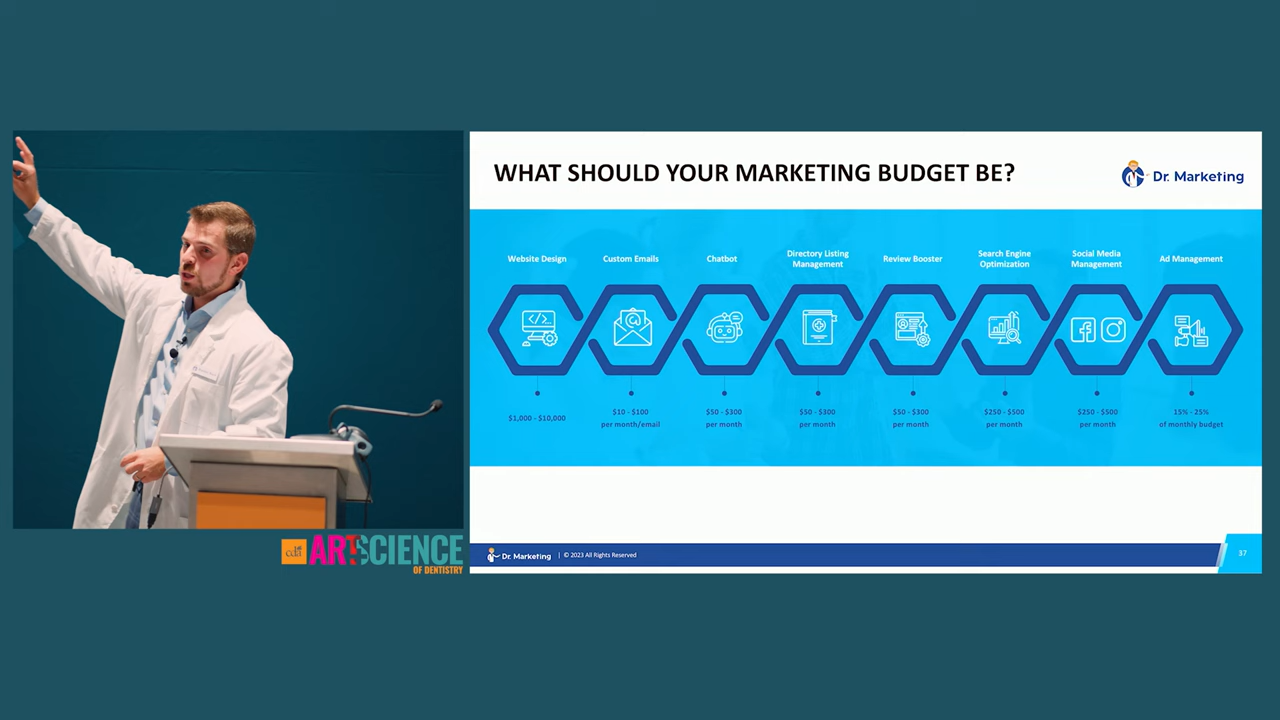 WHAT SHOULD YOUR MARKETING BUDGET BE?
Dr. Marketing
Website Design
Custom Emails
Chatbot
Directory Listing
Management
Review Booster
Search Engine
Optimization
Social Media
Management
Ad Management
$1,000 - $10,000
$10 - $100
per month/email
$50 - $300
per month
$50 - $300
per month
$50 - $300
per month
$250 - $500
per month
$250 - $500
per month
15% - 25%
of monthly budget
cda
ART & SCIENCE
OF DENTISTRY
Dr. Marketing | © 2023 All Rights Reserved
37